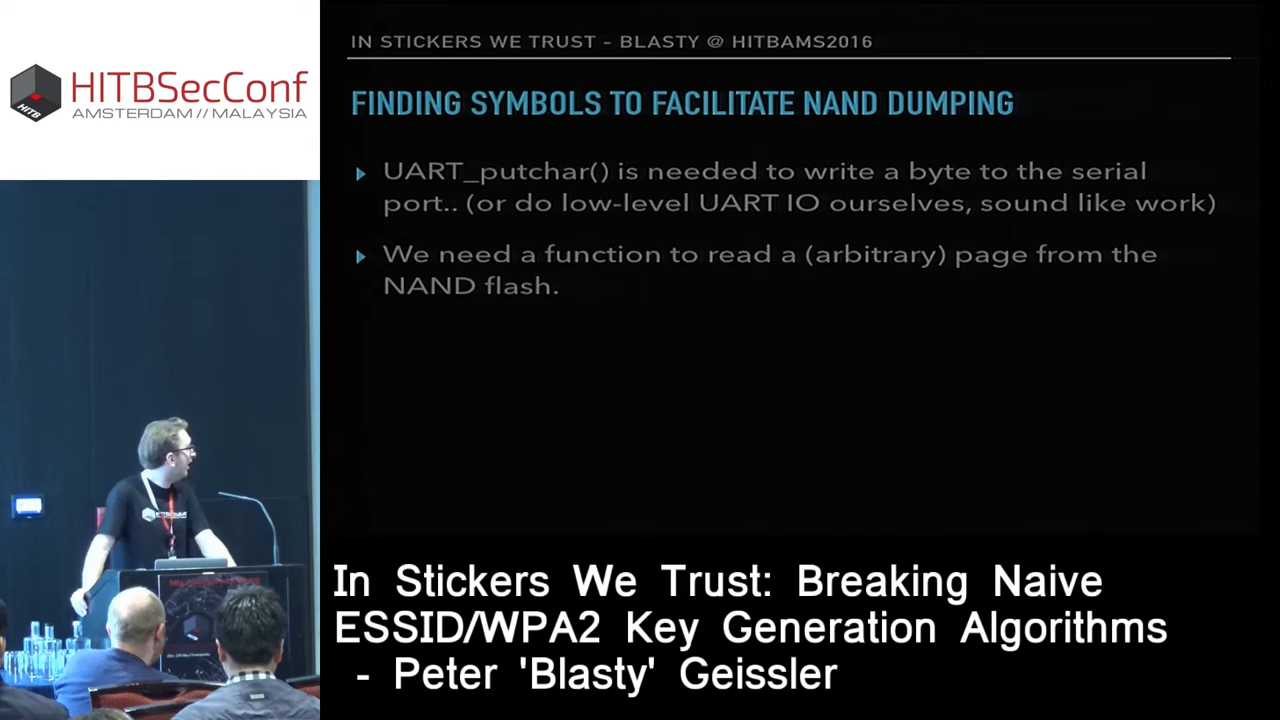 HITBSecConf
AMSTERDAM // MALAYSIA
HITB
IN STICKERS WE TRUST - BLASTY @ HITBAMS2016
FINDING SYMBOLS TO FACILITATE NAND DUMPING
UART_putchar() is needed to write a byte to the serial
port.. (or do low-level UART IO ourselves, sound like work)
We need a function to read a (arbitrary) page from the
NAND flash.
In Stickers We Trust: Breaking Naive
ESSID/WPA2 Key Generation Algorithms
- Peter 'Blasty' Geissler